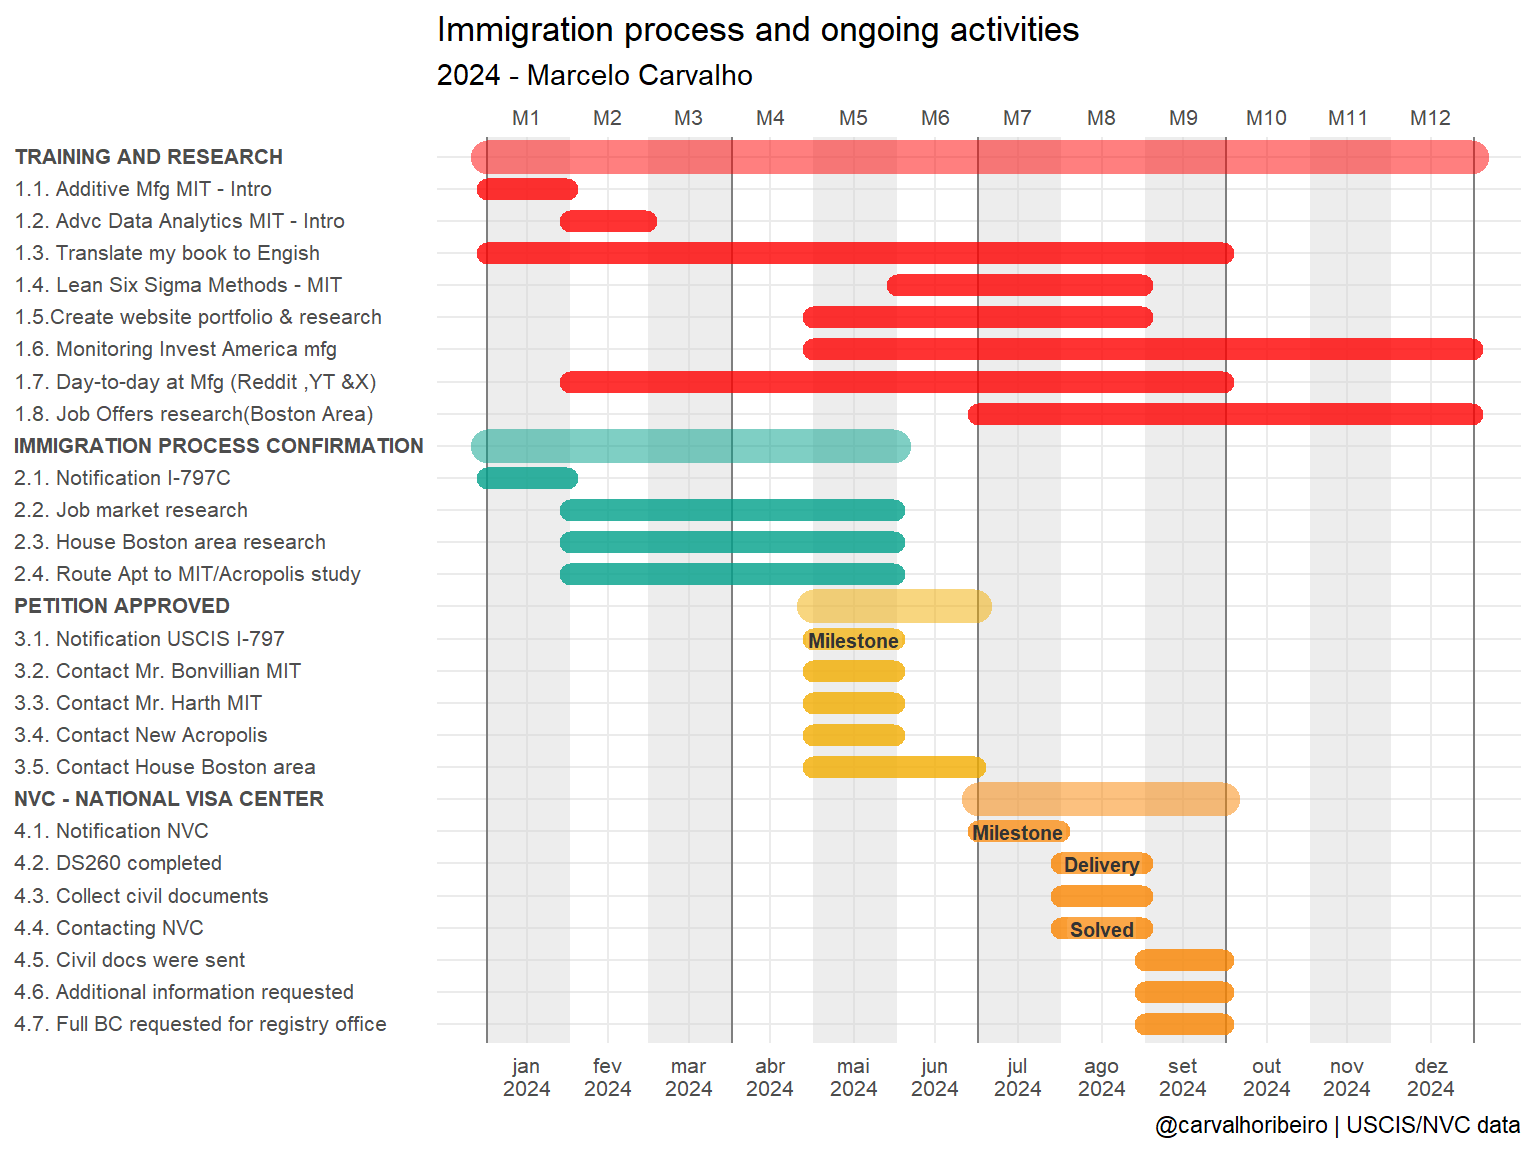 Immigration process and ongoing activities
2024 - Marcelo Carvalho
M1 M2 M3 M4 M5 M6 M7 M8 M9 M10 M11 M12
TRAINING AND RESEARCH
1.1. Additive Mfg MIT - Intro
1.2. Advc Data Analytics MIT - Intro
1.3. Translate my book to Engish
1.4. Lean Six Sigma Methods - MIT
1.5.Create website portfolio & research
1.6. Monitoring Invest America mfg
1.7. Day-to-day at Mfg (Reddit ,YT &X)
1.8. Job Offers research(Boston Area)
IMMIGRATION PROCESS CONFIRMATION
2.1. Notification I-797C
2.2. Job market research
2.3. House Boston area research
2.4. Route Apt to MIT/Acropolis study
PETITION APPROVED
3.1. Notification USCIS I-797 Milestone
3.2. Contact Mr. Bonvillian MIT
3.3. Contact Mr. Harth MIT
3.4. Contact New Acropolis
3.5. Contact House Boston area
NVC - NATIONAL VISA CENTER
4.1. Notification NVC Milestone
4.2. DS260 completed Delivery
4.3. Collect civil documents
4.4. Contacting NVC Solved
4.5. Civil docs were sent
4.6. Additional information requested
4.7. Full BC requested for registry office
jan fev mar abr mai jun jul ago set out nov dez
2024 2024 2024 2024 2024 2024 2024 2024 2024 2024 2024 2024
@carvalhoribeiro | USCIS/NVC data